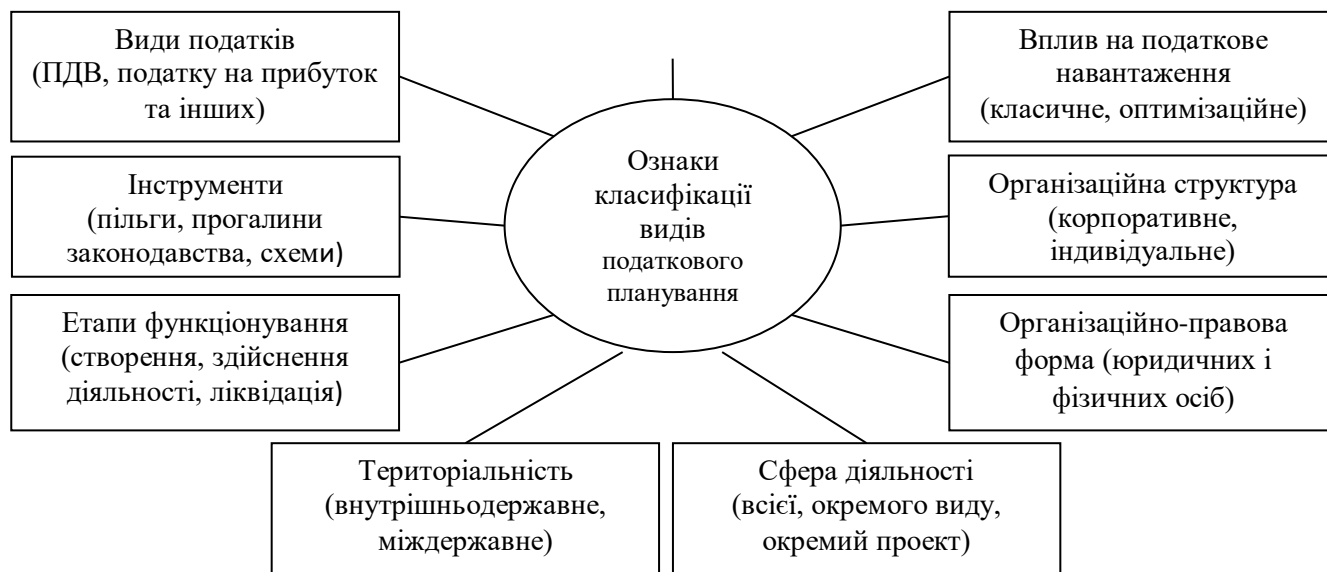 Види податків
(ПДВ, податку на прибуток
та інших)
Вплив на податкове
навантаження
(класичне, оптимізаційне)
Ознаки
класифікації
видів
податкового
планування
Інструменти
(пільги, прогалини
законодавства, схеми)
Організаційна структура
(корпоративне,
індивідуальне)
Етапи функціонування
(створення, здійснення
діяльності, ліквідація)
Організаційно-правова
форма (юридичних і
фізичних осіб)
Територіальність
(внутрішньодержавне,
міждержавне)
Сфера діяльності
(всієї, окремого виду,
окремий проект)